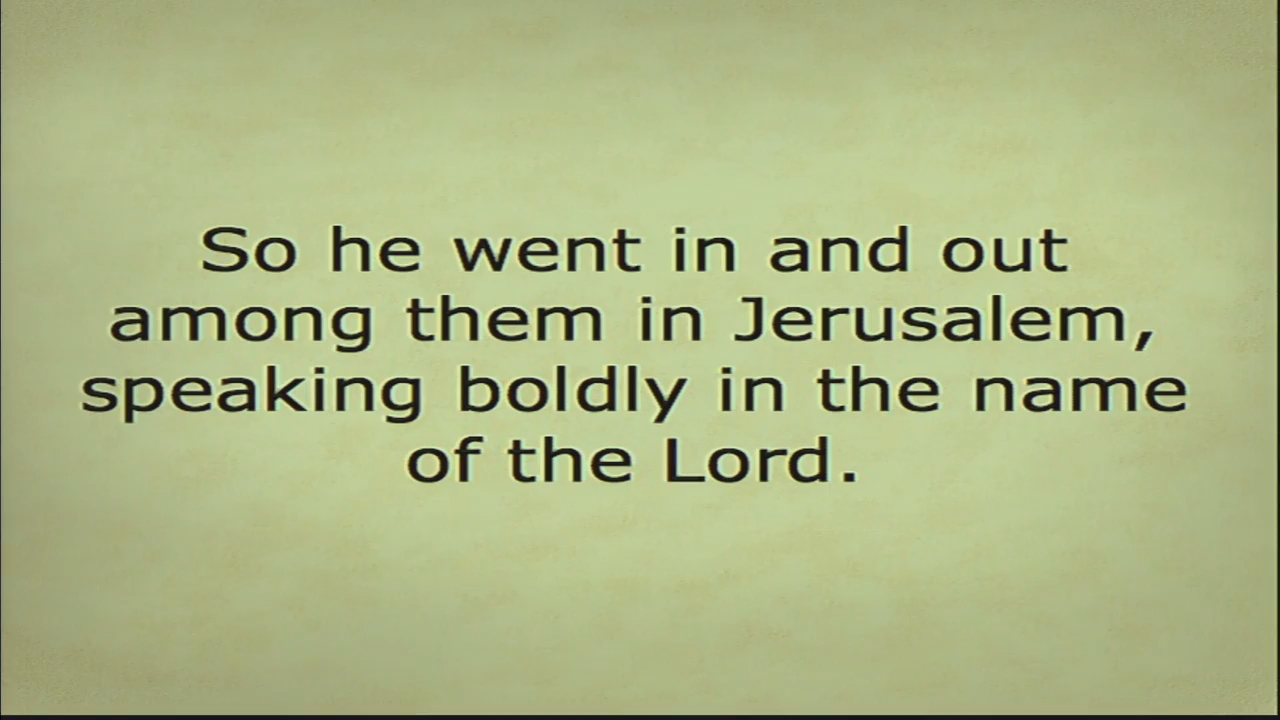 So he went in and out
among them in Jerusalem,
speaking boldly in the name
of the Lord.